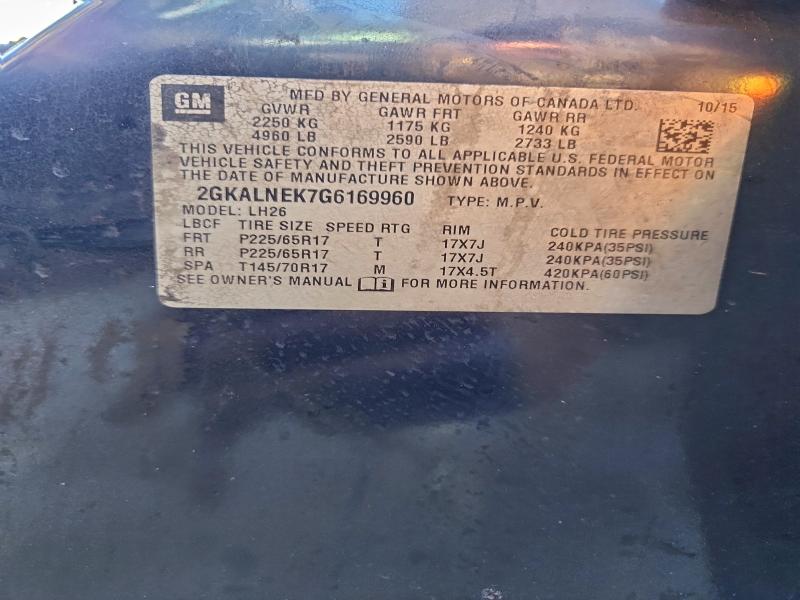 GM
MFD BY GENERAL MOTORS OF CANADA LTD. 10/15
GVWR GAWR FRT GAWR RR
2250 KG 1175 KG 1240 KG
4960 LB 2590 LB 2733 LB
THIS VEHICLE CONFORMS TO ALL APPLICABLE U.S. FEDERAL MOTOR
VEHICLE SAFETY AND THEFT PREVENTION STANDARDS IN EFFECT ON
THE DATE OF MANUFACTURE SHOWN ABOVE.
2GKALNEK7G6169960 TYPE: M.P.V.
MODEL: LH26
LBCF TIRE SIZE SPEED RTG RIM COLD TIRE PRESSURE
FRT P225/65R17 T 17X7J 240KPA(35PSI)
RR P225/65R17 T 17X7J 240KPA(35PSI)
SPA T145/70R17 M 17X4.5T 420KPA(60PSI)
SEE OWNER'S MANUAL FOR MORE INFORMATION.